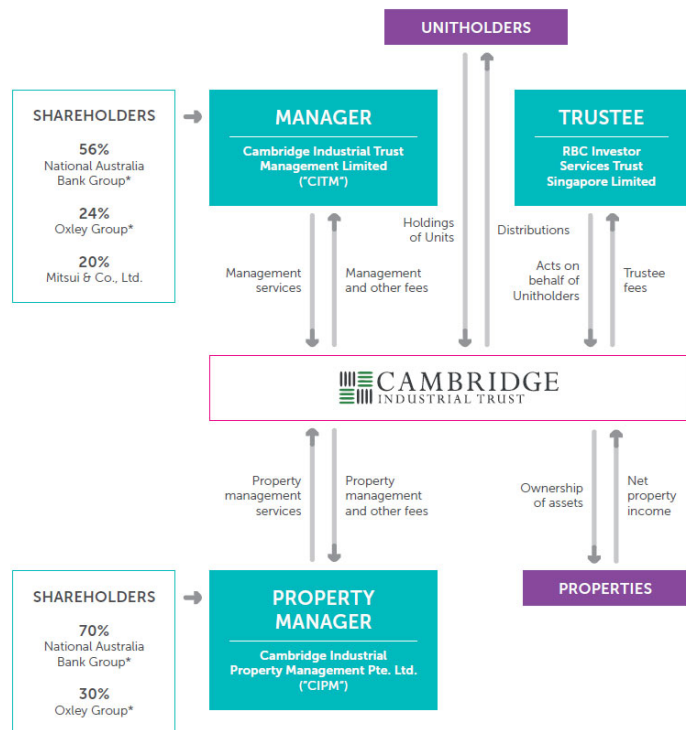 UNITHOLDERS
SHAREHOLDERS
56%
National Australia
Bank Group*
24%
Oxley Group*
20%
Mitsui & Co., Ltd.
MANAGER
Cambridge Industrial Trust
Management Limited
("CITM")
TRUSTEE
RBC Investor
Services Trust
Singapore Limited
Holdings
of Units
Distributions
Management
services
Management
and other fees
Acts on
behalf of
Unitholders
Trustee
fees
CAMBRIDGE
INDUSTRIAL TRUST
Property
management
services
Property
management
and other fees
Ownership
of assets
Net
property
income
SHAREHOLDERS
70%
National Australia
Bank Group*
30%
Oxley Group*
PROPERTY
MANAGER
Cambridge Industrial
Property Management Pte. Ltd.
("CIPM")
PROPERTIES